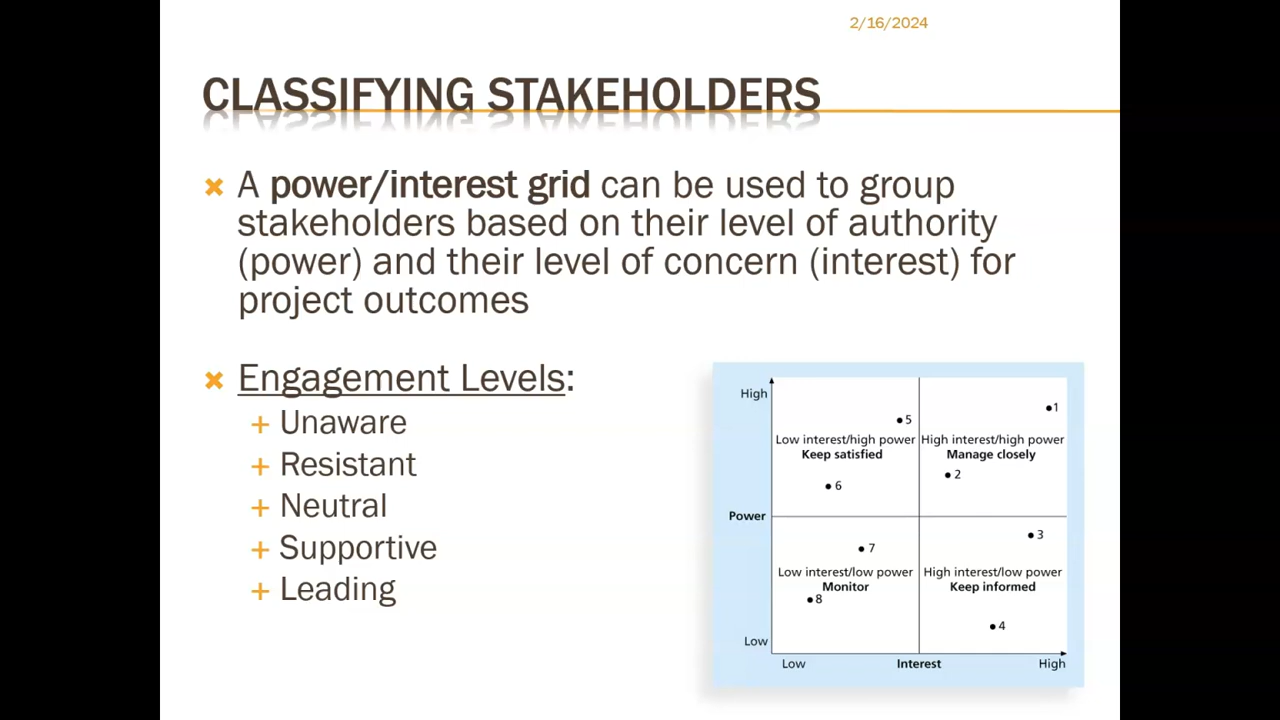 2/16/2024
CLASSIFYING STAKEHOLDERS
A power/interest grid can be used to group
stakeholders based on their level of authority
(power) and their level of concern (interest) for
project outcomes
Engagement Levels:
+ Unaware
+ Resistant
+ Neutral
+ Supportive
+ Leading
High
1
5
Low interest/high power
Keep satisfied
High interest/high power
Manage closely
2
6
Power
3
7
Low interest/low power
Monitor
High interest/low power
Keep informed
8
4
Low
Low
Interest
High